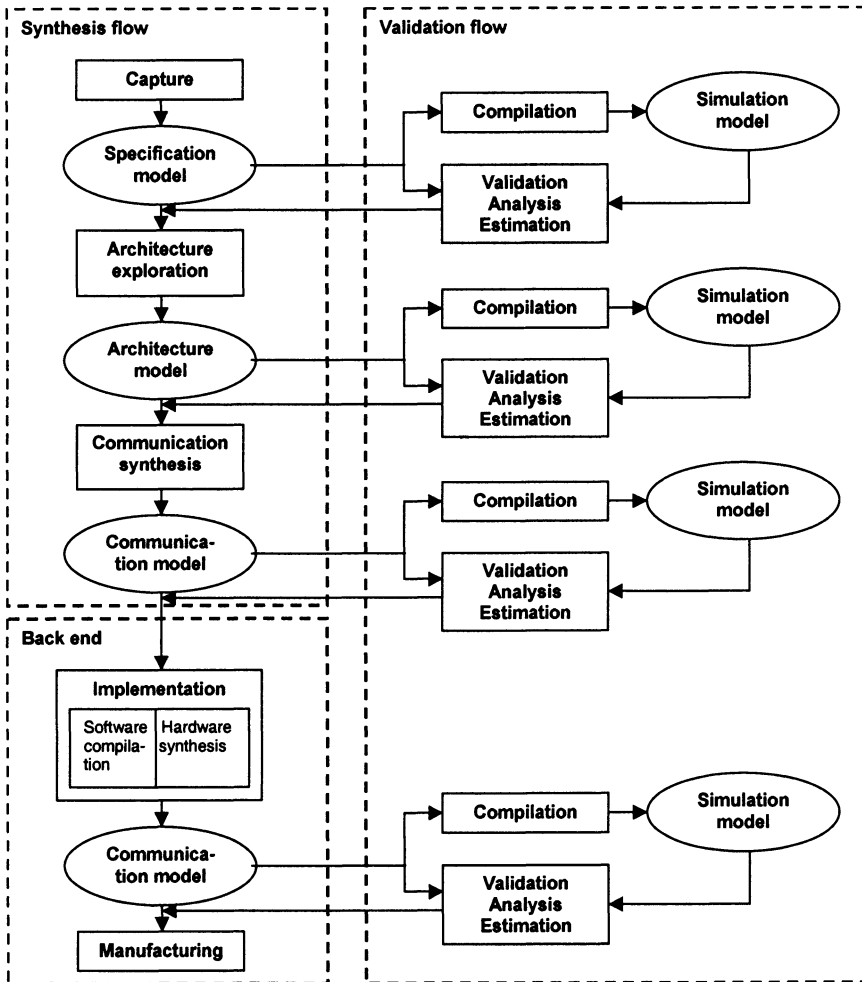 Synthesis flow
Validation flow
Capture
Specification
model
Compilation
Simulation
model
Validation
Analysis
Estimation
Architecture
exploration
Architecture
model
Compilation
Simulation
model
Validation
Analysis
Estimation
Communication
synthesis
Communica-
tion model
Compilation
Simulation
model
Validation
Analysis
Estimation
Back end
Implementation
Software
compila-
tion
Hardware
synthesis
Communica-
tion model
Compilation
Simulation
model
Validation
Analysis
Estimation
Manufacturing